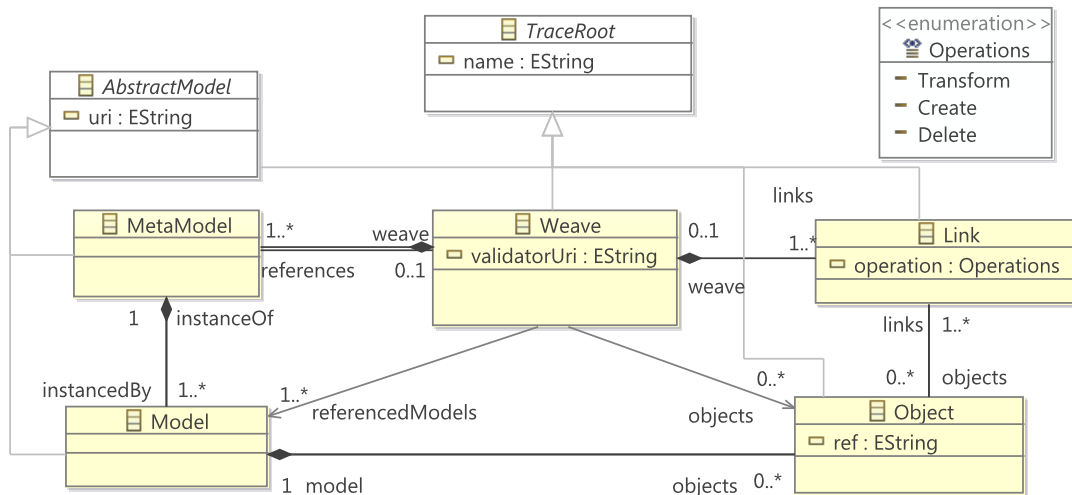 TraceRoot
name : EString
<<enumeration>>
Operations
Transform
Create
Delete
AbstractModel
uri : EString
links
MetaModel
1..*
weave
references
0..1
Weave
validatorUri : EString
0..1
1..*
weave
Link
operation : Operations
1
instanceOf
links
1..*
instancedBy
1..*
1..*
referencedModels
0..*
objects
0..*
objects
Model
Object
ref : EString
1
model
objects
0..*